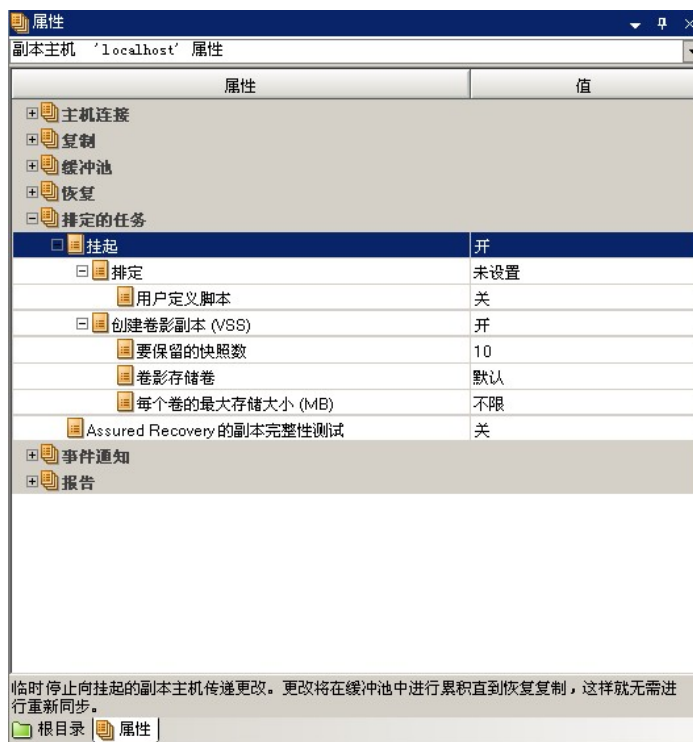 属性
副本主机 'localhost' 属性
属性 值
主机连接
复制
缓冲池
恢复
排定的任务
挂起 开
排定 未设置
用户定义脚本 关
创建卷影副本 (VSS) 开
要保留的快照数 10
卷影存储卷 默认
每个卷的最大存储大小 (MB) 不限
Assured Recovery 的副本完整性测试 关
事件通知
报告
临时停止向挂起的副本主机传递更改。更改将在缓冲池中进行累积直到恢复复制，这样就无需进
行重新同步。
根目录 属性